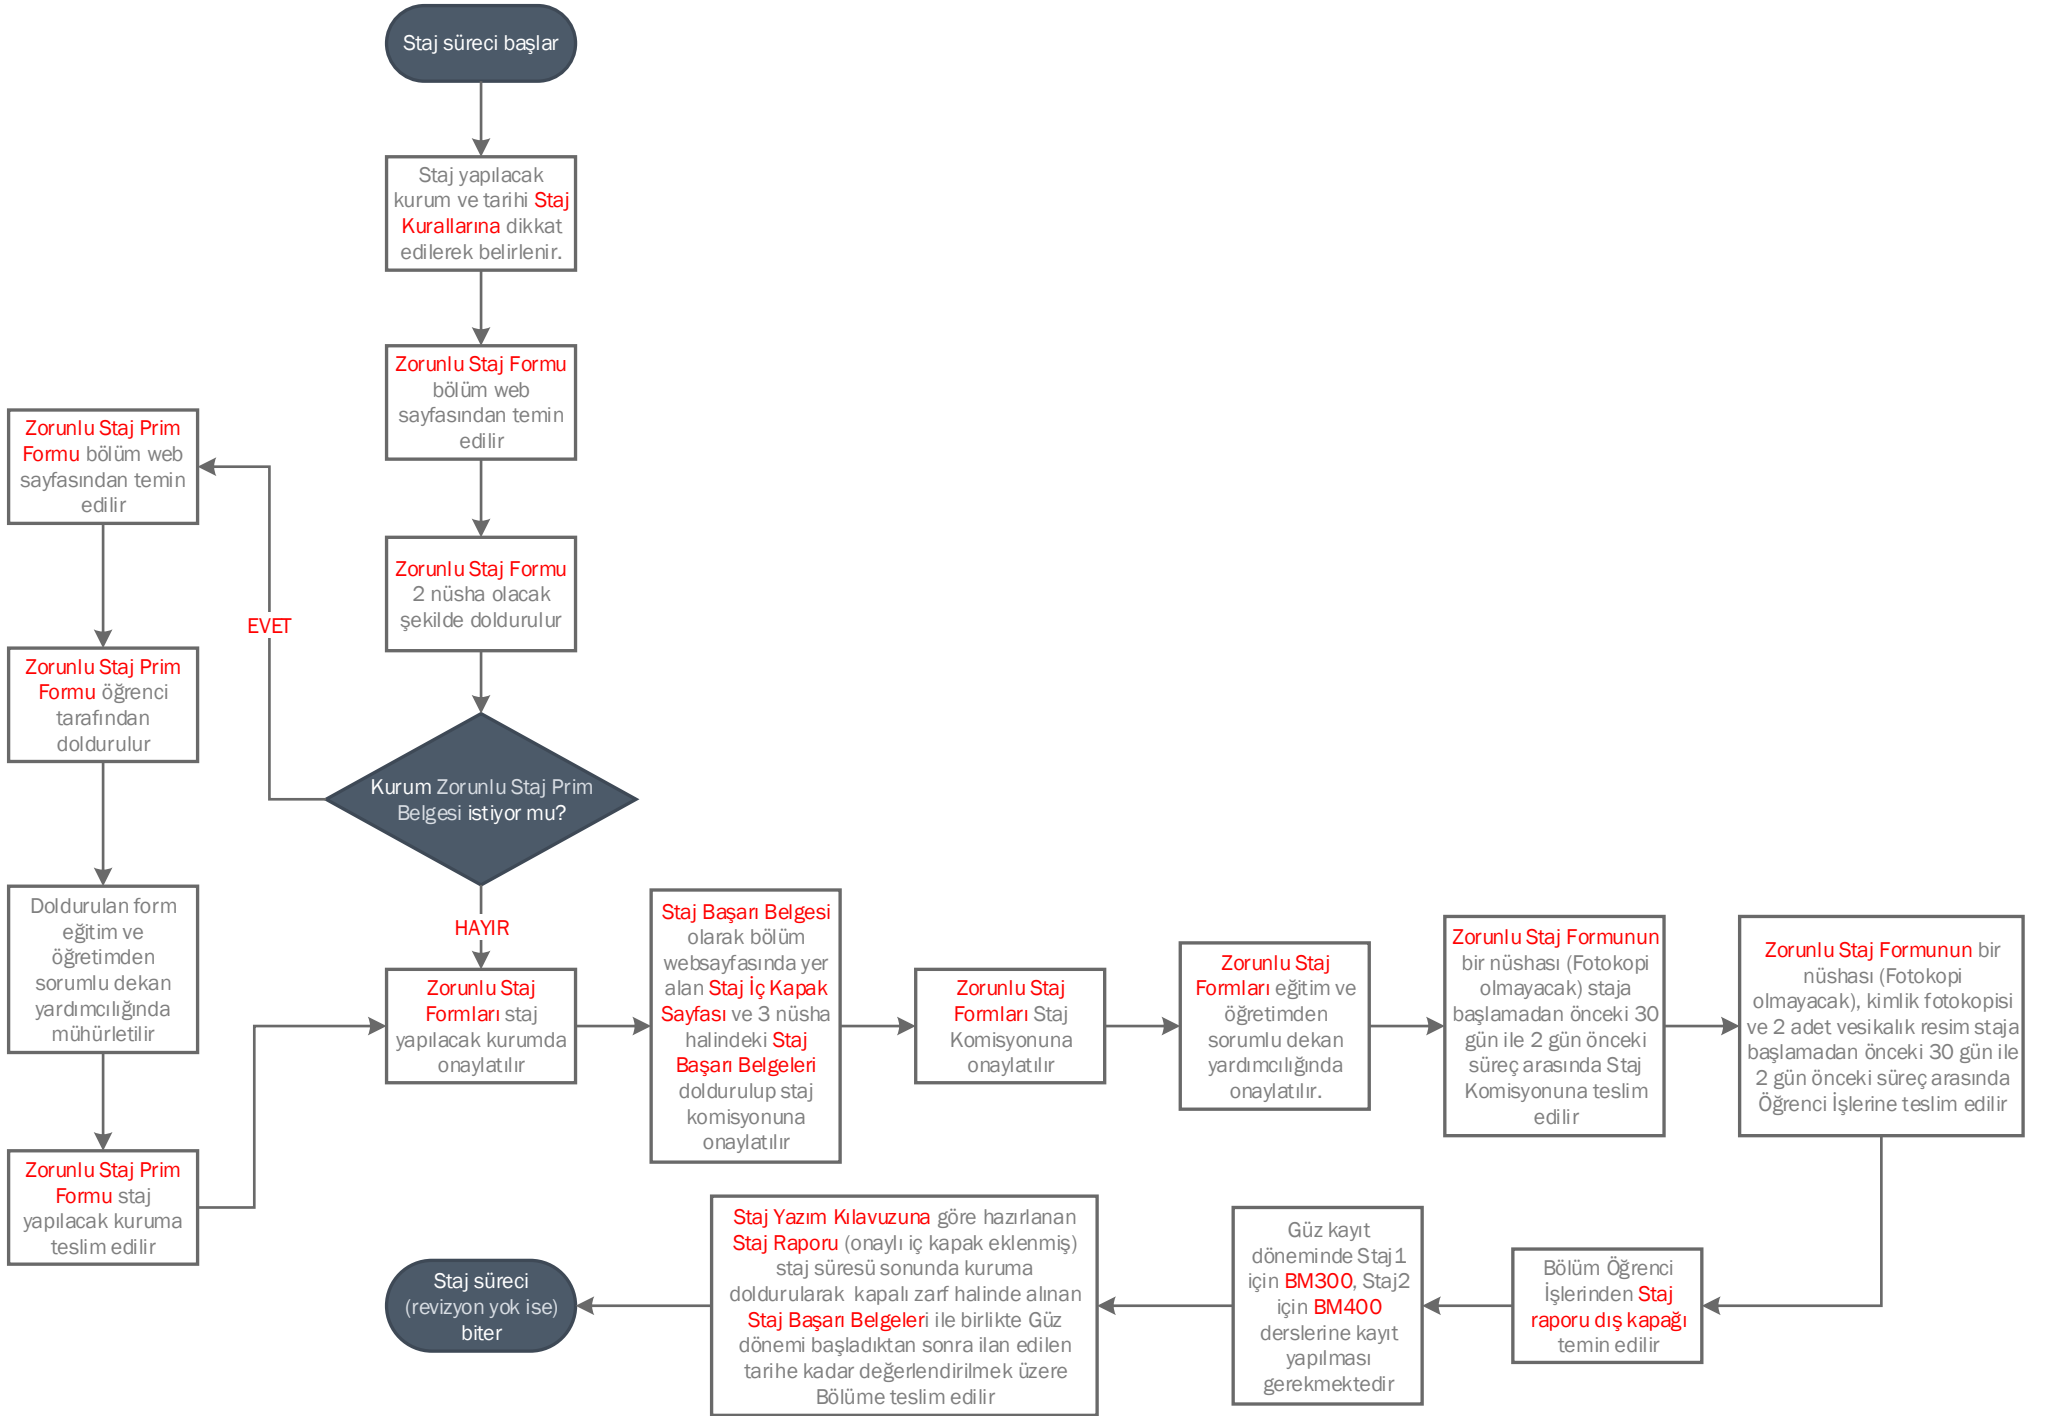 Staj süreci başlar
Staj yapılacak
kurum ve tarihi Staj
Kurallarına dikkat
edilerek belirlenir.
Zorunlu Staj Formu
bölüm web
sayfasından temin
edilir
Zorunlu Staj Formu
2 nüsha olacak
şekilde doldurulur
Kurum Zorunlu Staj Prim
Belgesi istiyor mu?
EVET
Zorunlu Staj Prim
Formu bölüm web
sayfasından temin
edilir
Zorunlu Staj Prim
Formu öğrenci
tarafından
doldurulur
Doldurulan form
eğitim ve
öğretimden
sorumlu dekan
yardımcılığında
mühürletilir
Zorunlu Staj Prim
Formu staj
yapılacak kuruma
teslim edilir
HAYIR
Zorunlu Staj
Formları staj
yapılacak kurumda
onaylatılır
Staj Başarı Belgesi
olarak bölüm
websayfasında yer
alan Staj İç Kapak
Sayfası ve 3 nüsha
halindeki Staj
Başarı Belgeleri
doldurulup staj
komisyonuna
onaylatılır
Zorunlu Staj
Formları Staj
Komisyonuna
onaylatılır
Zorunlu Staj
Formları eğitim ve
öğretimden
sorumlu dekan
yardımcılığında
onaylatılır.
Zorunlu Staj Formunun
bir nüshası (Fotokopi
olmayacak) staja
başlamadan önceki 30
gün ile 2 gün önceki
süreç arasında Staj
Komisyonuna teslim
edilir
Zorunlu Staj Formunun bir
nüshası (Fotokopi
olmayacak), kimlik fotokopisi
ve 2 adet vesikalık resim staja
başlamadan önceki 30 gün ile
2 gün önceki süreç arasında
Öğrenci İşlerine teslim edilir
Bölüm Öğrenci
İşlerinden Staj
raporu dış kapağı
temin edilir
Güz kayıt
döneminde Staj1
için BM300, Staj2
için BM400
derslerine kayıt
yapılması
gerekmektedir
Staj Yazım Kılavuzuna göre hazırlanan
Staj Raporu (onaylı iç kapak eklenmiş)
staj süresü sonunda kuruma
doldurularak kapalı zarf halinde alınan
Staj Başarı Belgeleri ile birlikte Güz
dönemi başladıktan sonra ilan edilen
tarihe kadar değerlendirilmek üzere
Bölüme teslim edilir
Staj süreci
(revizyon yok ise)
biter